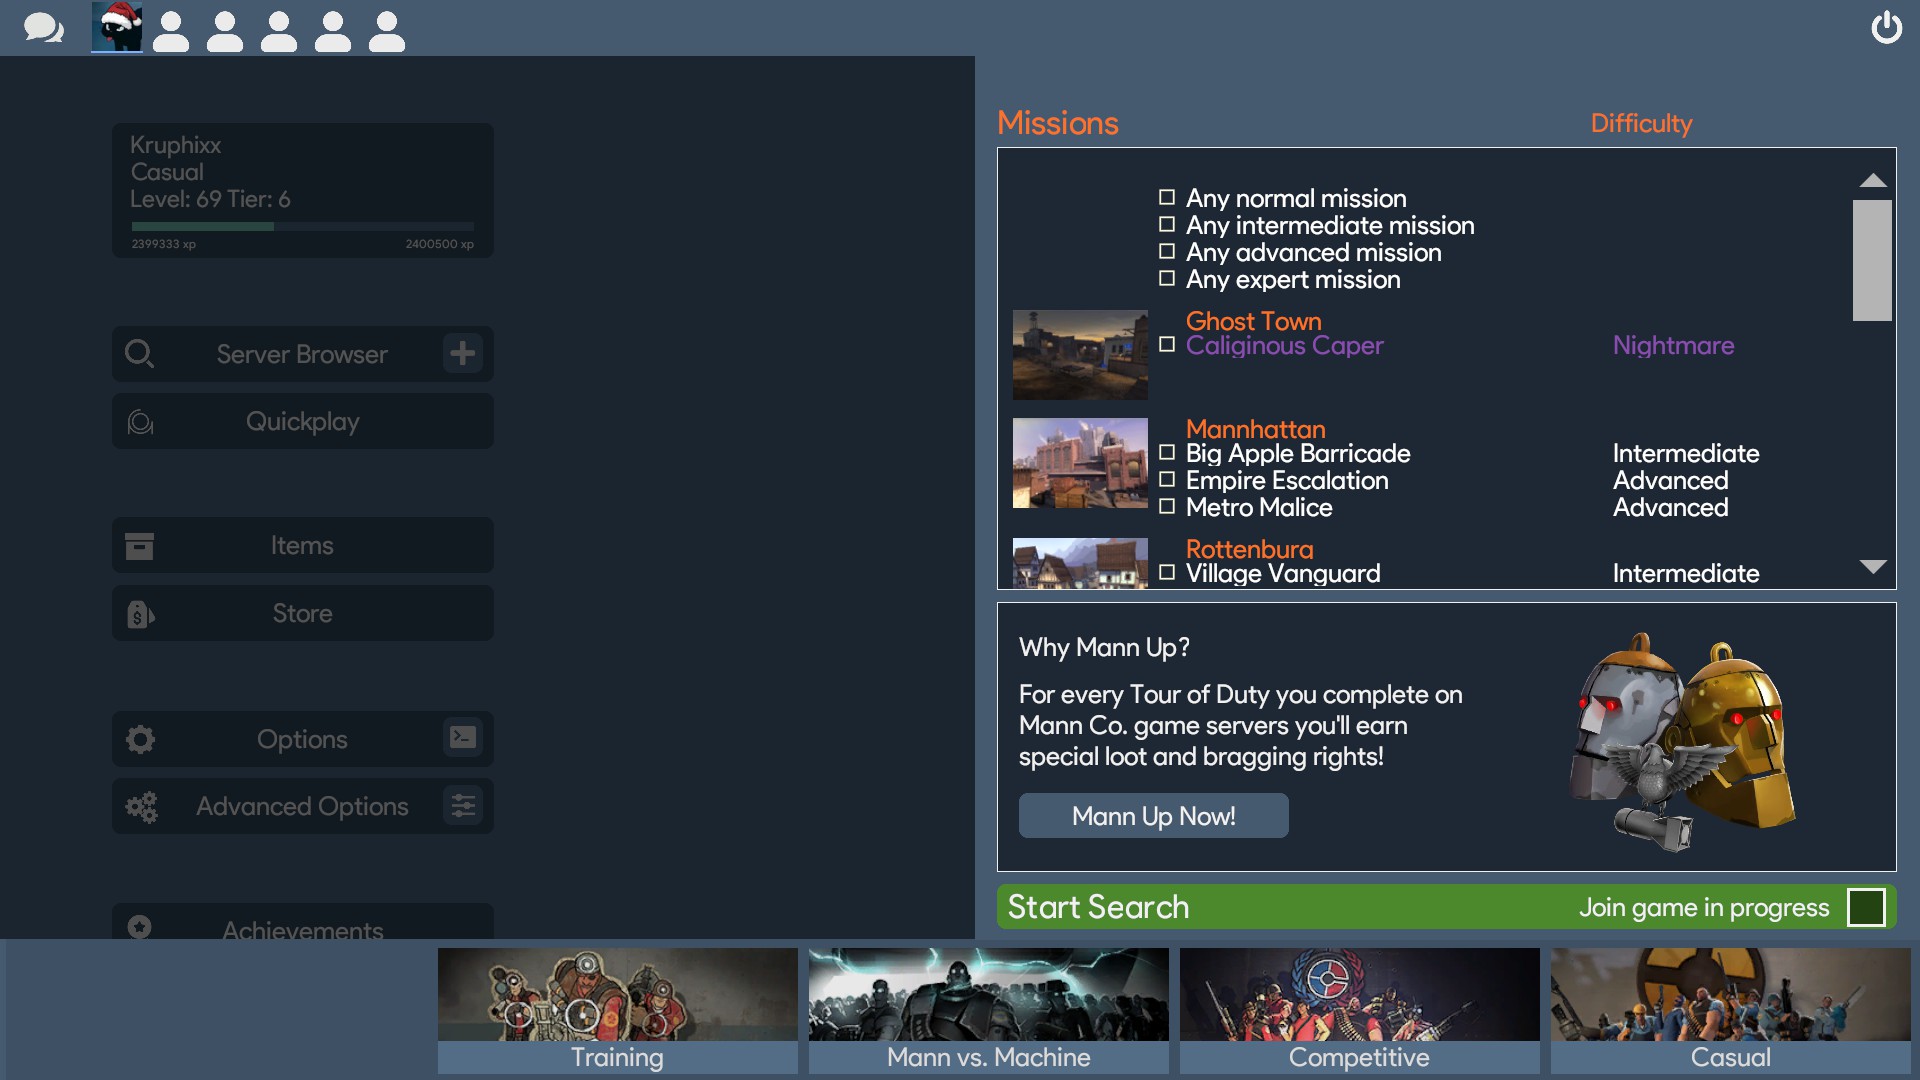 Kruphixx
Casual
Level: 69 Tier: 6
2399333 xp 2400500 xp
Server Browser
Quickplay
Items
Store
Options
Advanced Options
Achievements
Missions Difficulty
Any normal mission
Any intermediate mission
Any advanced mission
Any expert mission
Ghost Town
Caliginous Caper Nightmare
Mannhattan
Big Apple Barricade Intermediate
Empire Escalation Advanced
Metro Malice Advanced
Rottenburg
Village Vanguard Intermediate
Why Mann Up?
For every Tour of Duty you complete on
Mann Co. game servers you'll earn
special loot and bragging rights!
Mann Up Now!
Start Search Join game in progress
Training
Mann vs. Machine
Competitive
Casual